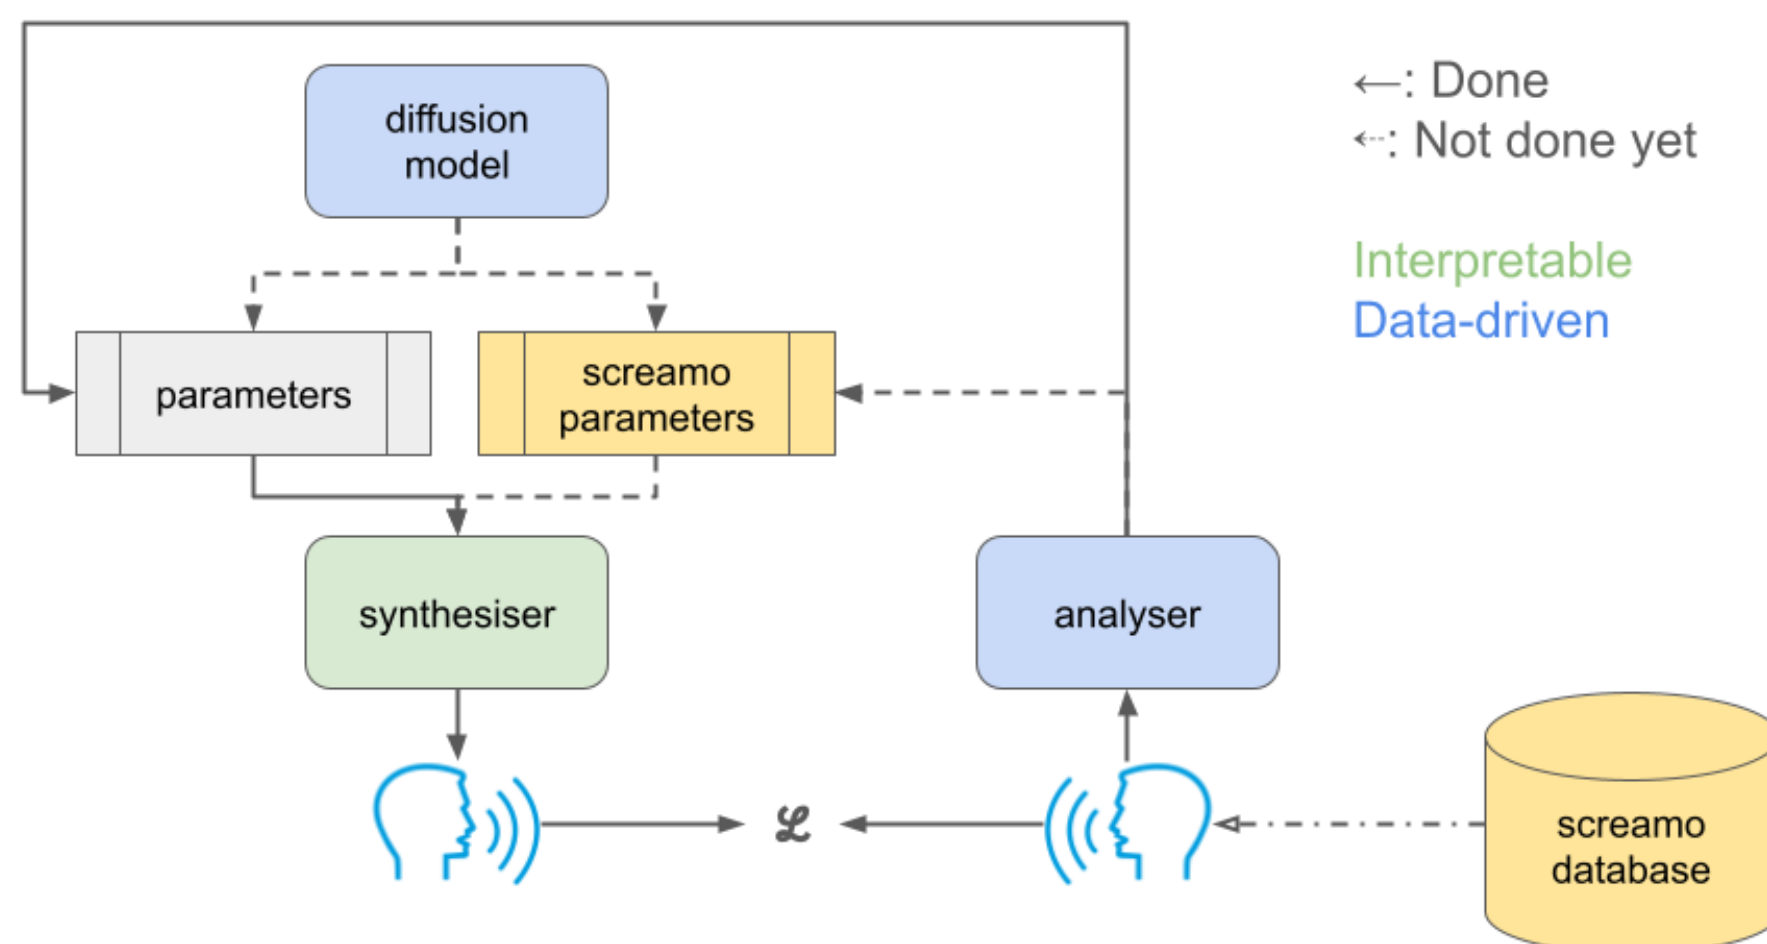 diffusion
model
←: Done
⇠: Not done yet
Interpretable
Data-driven
parameters
screamo
parameters
synthesiser
analyser
ℒ
screamo
database